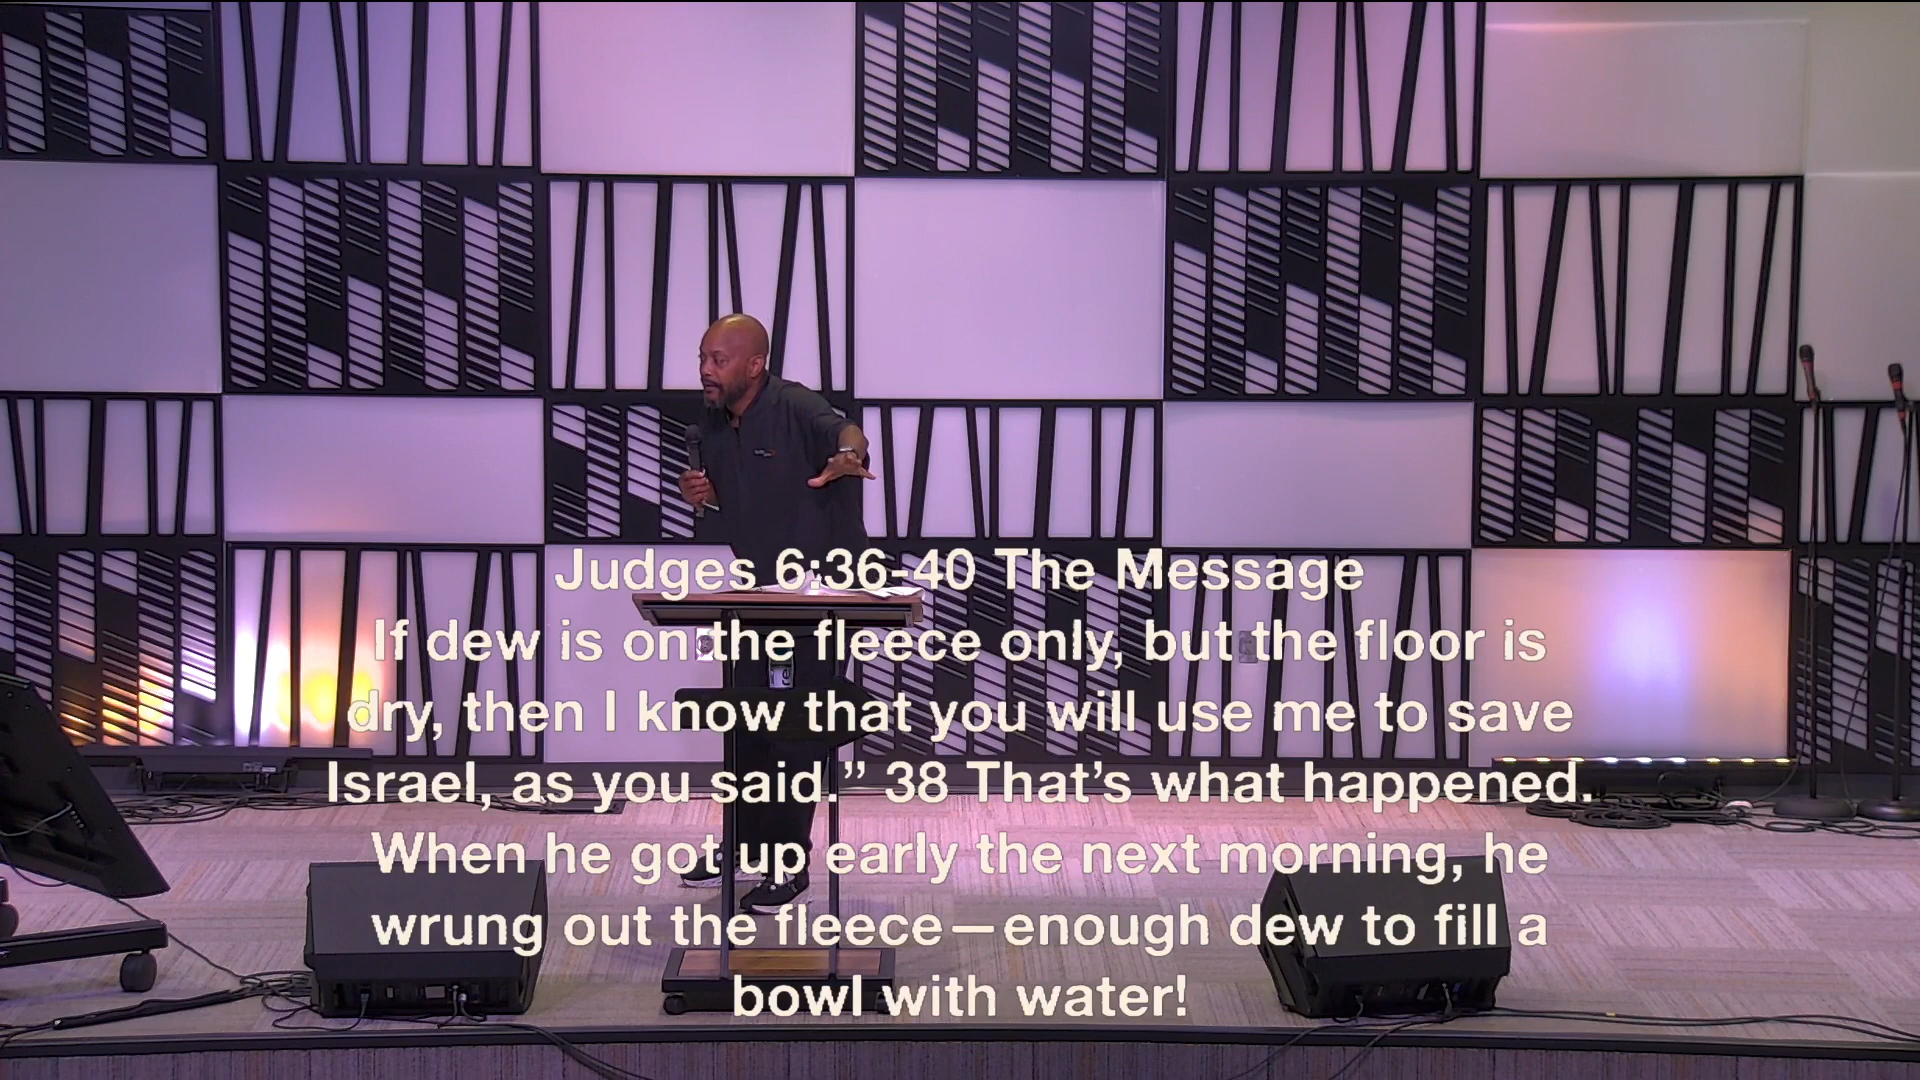 Judges 6:36-40 The Message
If dew is on the fleece only, but the floor is
dry, then I know that you will use me to save
Israel, as you said.” 38 That’s what happened.
When he got up early the next morning, he
wrung out the fleece—enough dew to fill a
bowl with water!